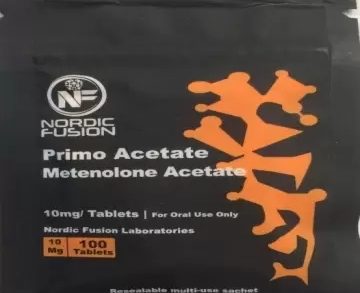 NF
NORDIC
FUSION
Primo Acetate
Metenolone Acetate
10mg/ Tablets | For Oral Use Only
Nordic Fusion Laboratories
10 Mg 100 Tablets
Resealable multi-use sachet